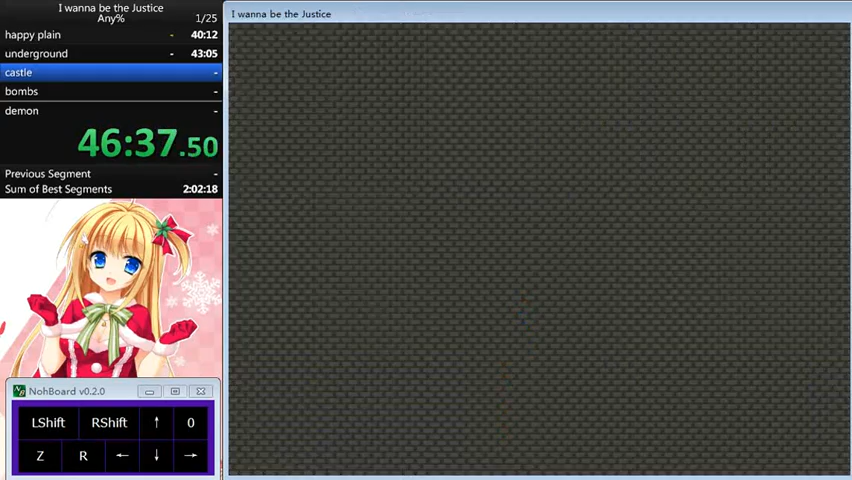 I wanna be the Justice
Any% 1/25
happy plain - 40:12
underground - 43:05
castle -
bombs -
demon -
46:37.50
Previous Segment -
Sum of Best Segments 2:02:18
I wanna be the Justice
NohBoard v0.2.0
LShift RShift ↑ 0
Z R ← ↓ →